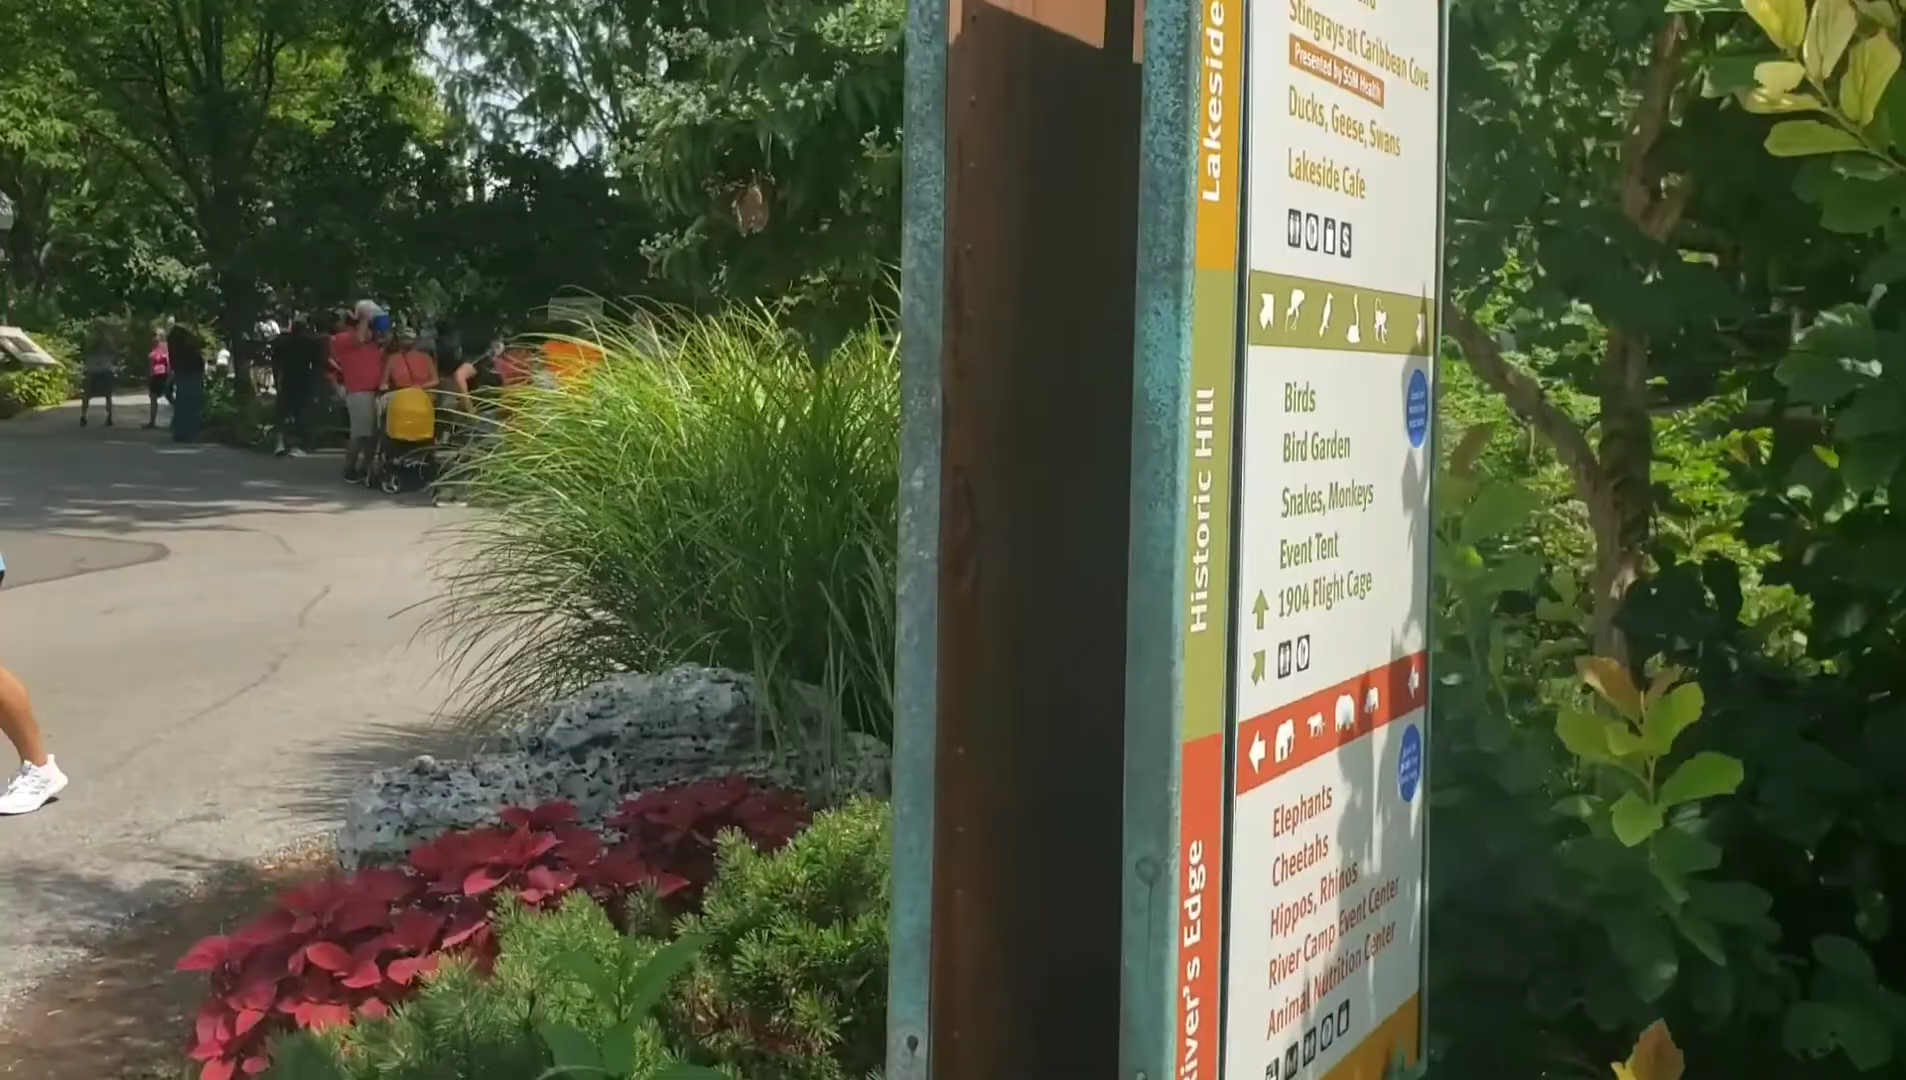 Lakeside
Stingrays at Caribbean Cove
Presented by SSM Health
Ducks, Geese, Swans
Lakeside Cafe
Historic Hill
Birds
Bird Garden
Snakes, Monkeys
Event Tent
1904 Flight Cage
River's Edge
Elephants
Cheetahs
Hippos, Rhinos
River Camp Event Center
Animal Nutrition Center